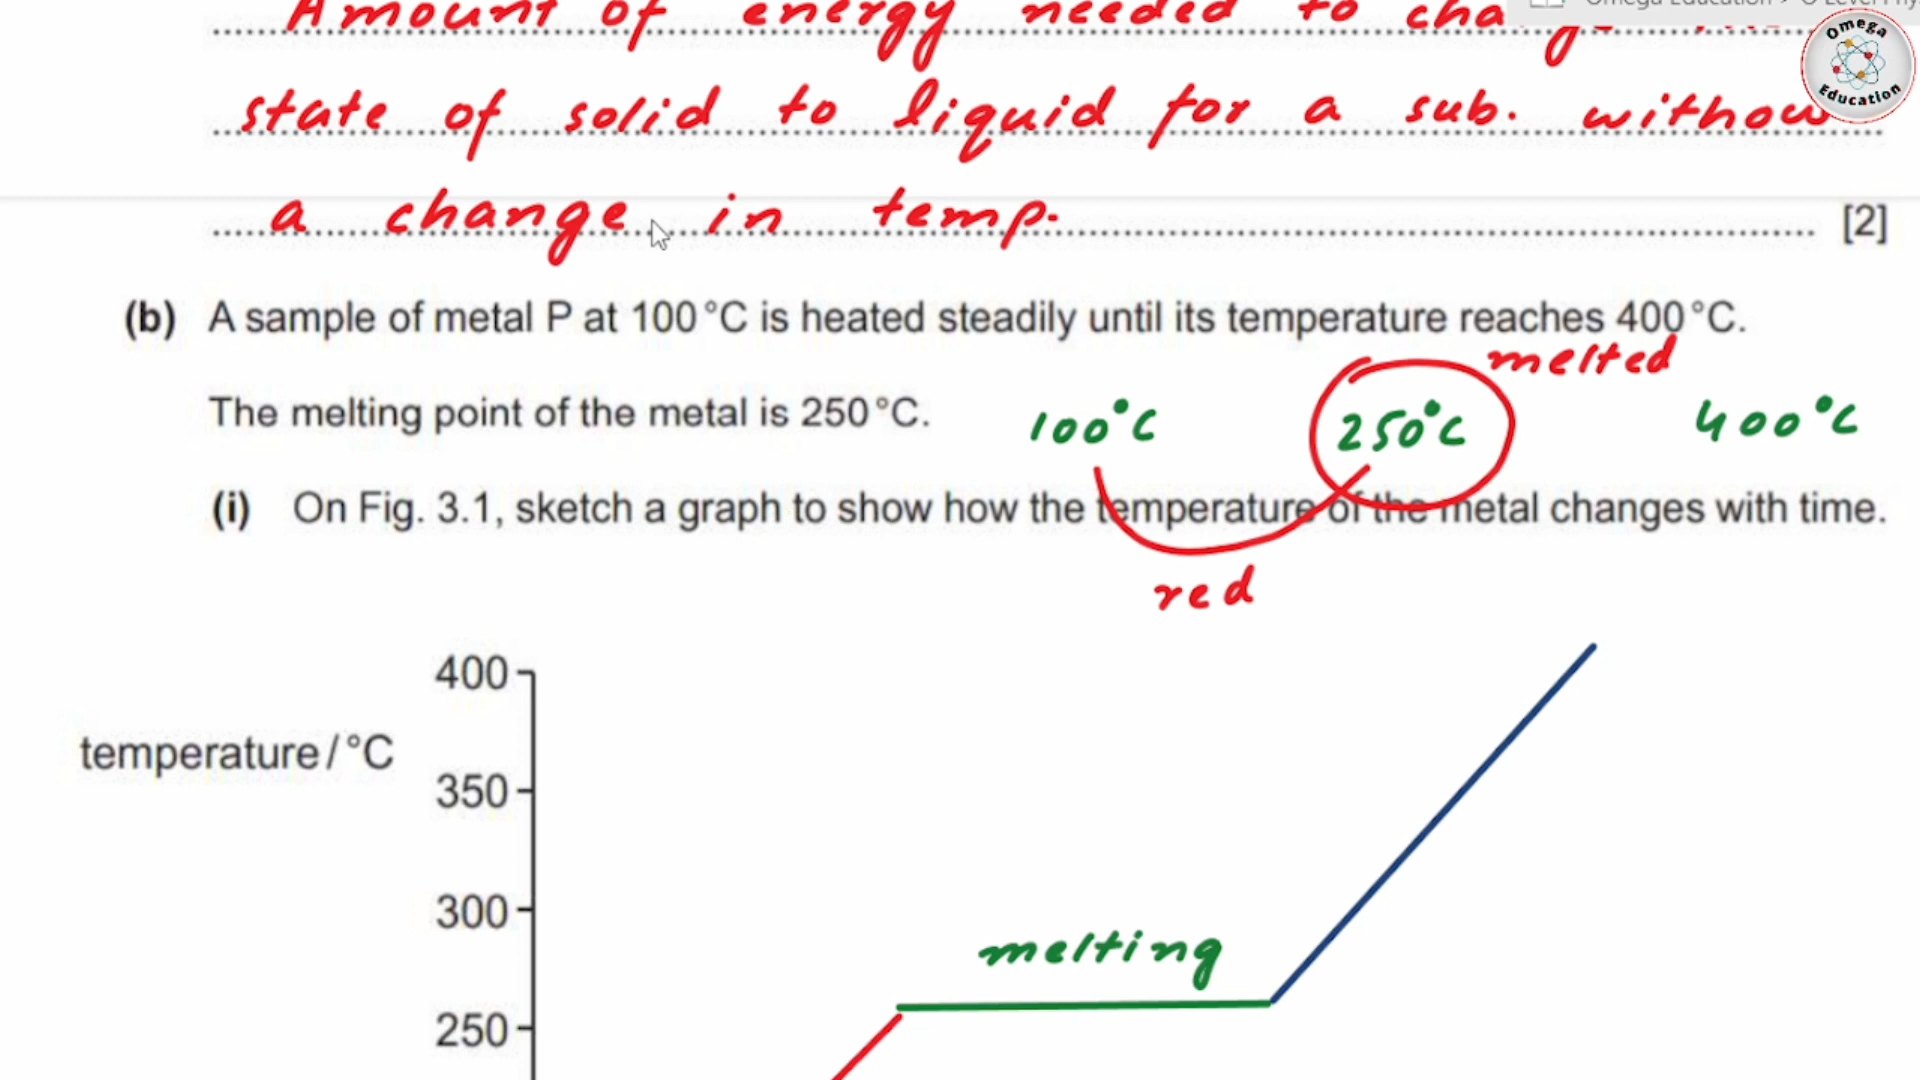 Amount of energy needed to
Omega Education > O Level
Omega Education
state of solid to liquid for a sub.
a change in temp. [2]
(b) A sample of metal P at 100 °C is heated steadily until its temperature reaches 400 °C.
melted
The melting point of the metal is 250 °C. 100°C 250°C 400°C
(i) On Fig. 3.1, sketch a graph to show how the temperature of the metal changes with time.
red
400
temperature / °C
350
300
melting
250